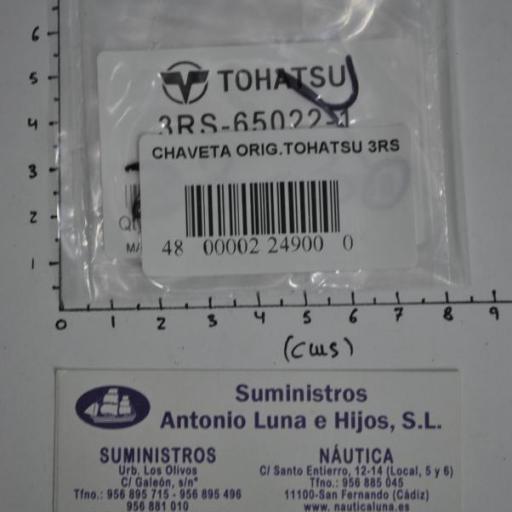 6
5
4
3
2
1
TOHATSU
3RS-65022-1
CHAVETA ORIG.TOHATSU 3RS
48 00002 24900 0
0 1 2 3 4 5 6 7 8 9
(cms)
Suministros
Antonio Luna e Hijos, S.L.
SUMINISTROS
Urb. Los Olivos
C/ Galeón, s/nº
Tfno.: 956 895 715 - 956 895 496
956 881 010
NÁUTICA
C/ Santo Entierro, 12-14 (Local, 5 y 6)
Tfno.: 956 885 045
11100-San Fernando (Cádiz)
www.nauticaluna.es